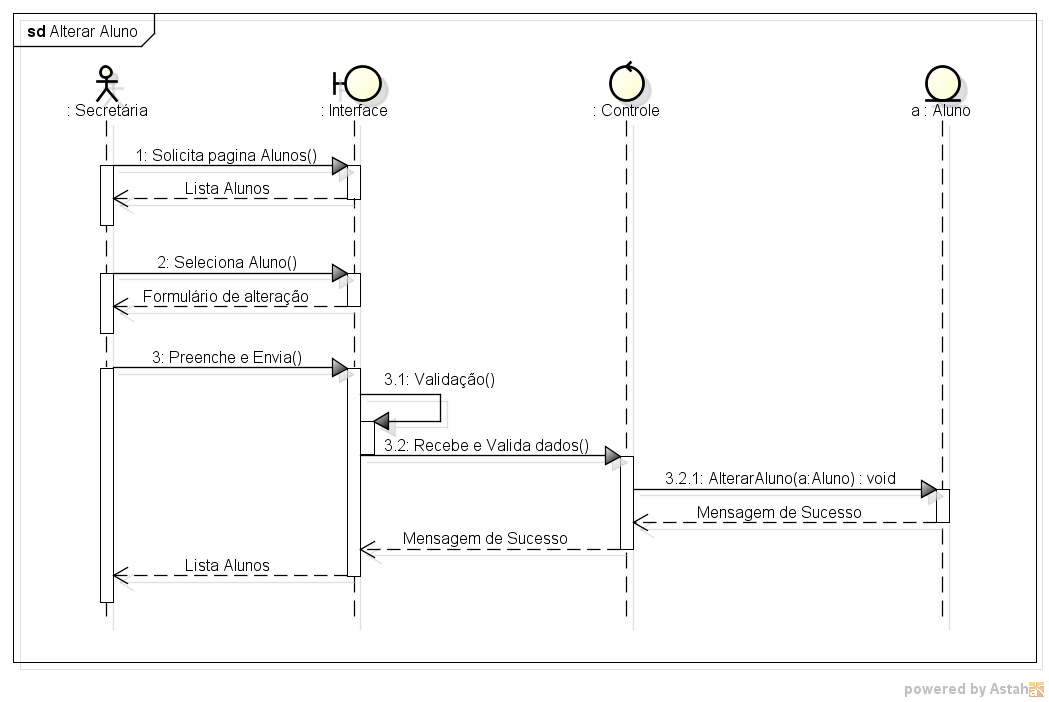 sd Alterar Aluno
: Secretária
: Interface
: Controle
a : Aluno
1: Solicita pagina Alunos()
Lista Alunos
2: Seleciona Aluno()
Formulário de alteração
3: Preenche e Envia()
3.1: Validação()
3.2: Recebe e Valida dados()
3.2.1: AlterarAluno(a:Aluno) : void
Mensagem de Sucesso
Mensagem de Sucesso
Lista Alunos
powered by Astah